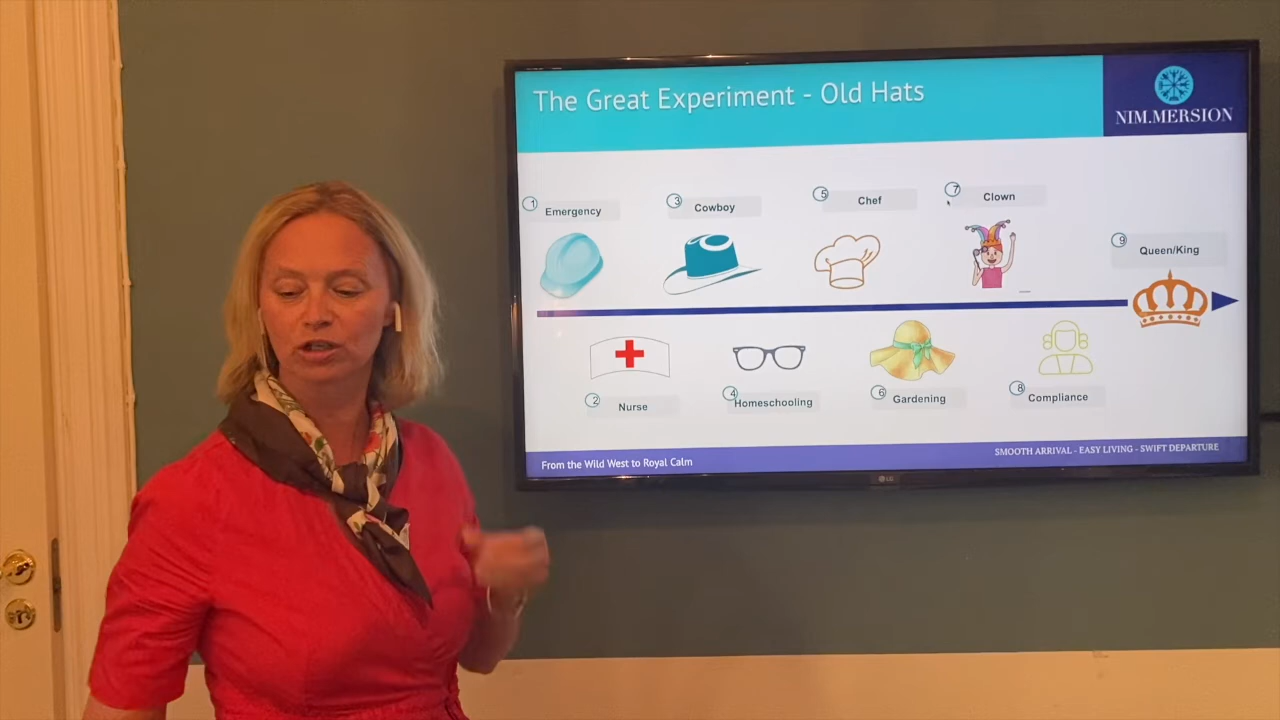 The Great Experiment - Old Hats
NIM.MERSION
1 Emergency
3 Cowboy
5 Chef
7 Clown
9 Queen/King
2 Nurse
4 Homeschooling
6 Gardening
8 Compliance
From the Wild West to Royal Calm
SMOOTH ARRIVAL - EASY LIVING - SWIFT DEPARTURE
LG